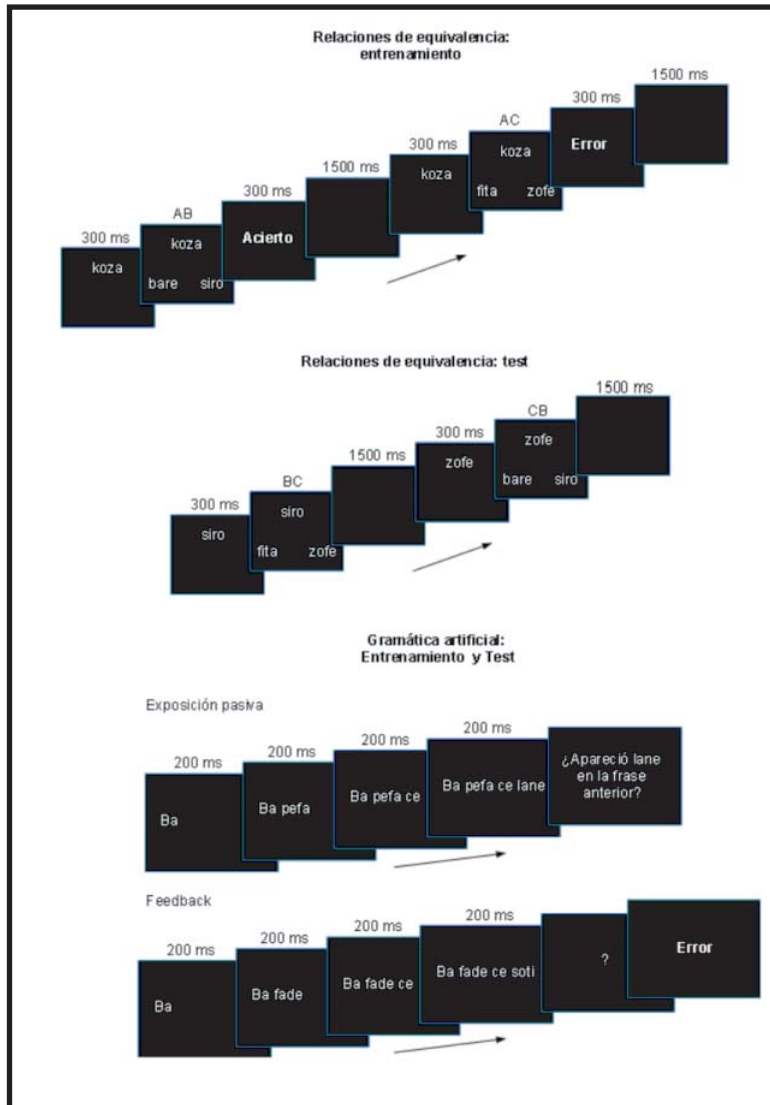 Relaciones de equivalencia:
entrenamiento
300 ms
koza
AB
koza
bare siro
300 ms
Acierto
1500 ms
300 ms
koza
AC
koza
fita zofe
300 ms
Error
1500 ms
Relaciones de equivalencia: test
300 ms
siro
BC
siro
fita zofe
1500 ms
300 ms
zofe
CB
zofe
bare siro
1500 ms
Gramática artificial:
Entrenamiento y Test
Exposición pasiva
200 ms
Ba
200 ms
Ba pefa
200 ms
Ba pefa ce
200 ms
Ba pefa ce lane
¿Apareció lane
en la frase
anterior?
Feedback
200 ms
Ba
200 ms
Ba fade
200 ms
Ba fade ce
200 ms
Ba fade ce soti
?
Error